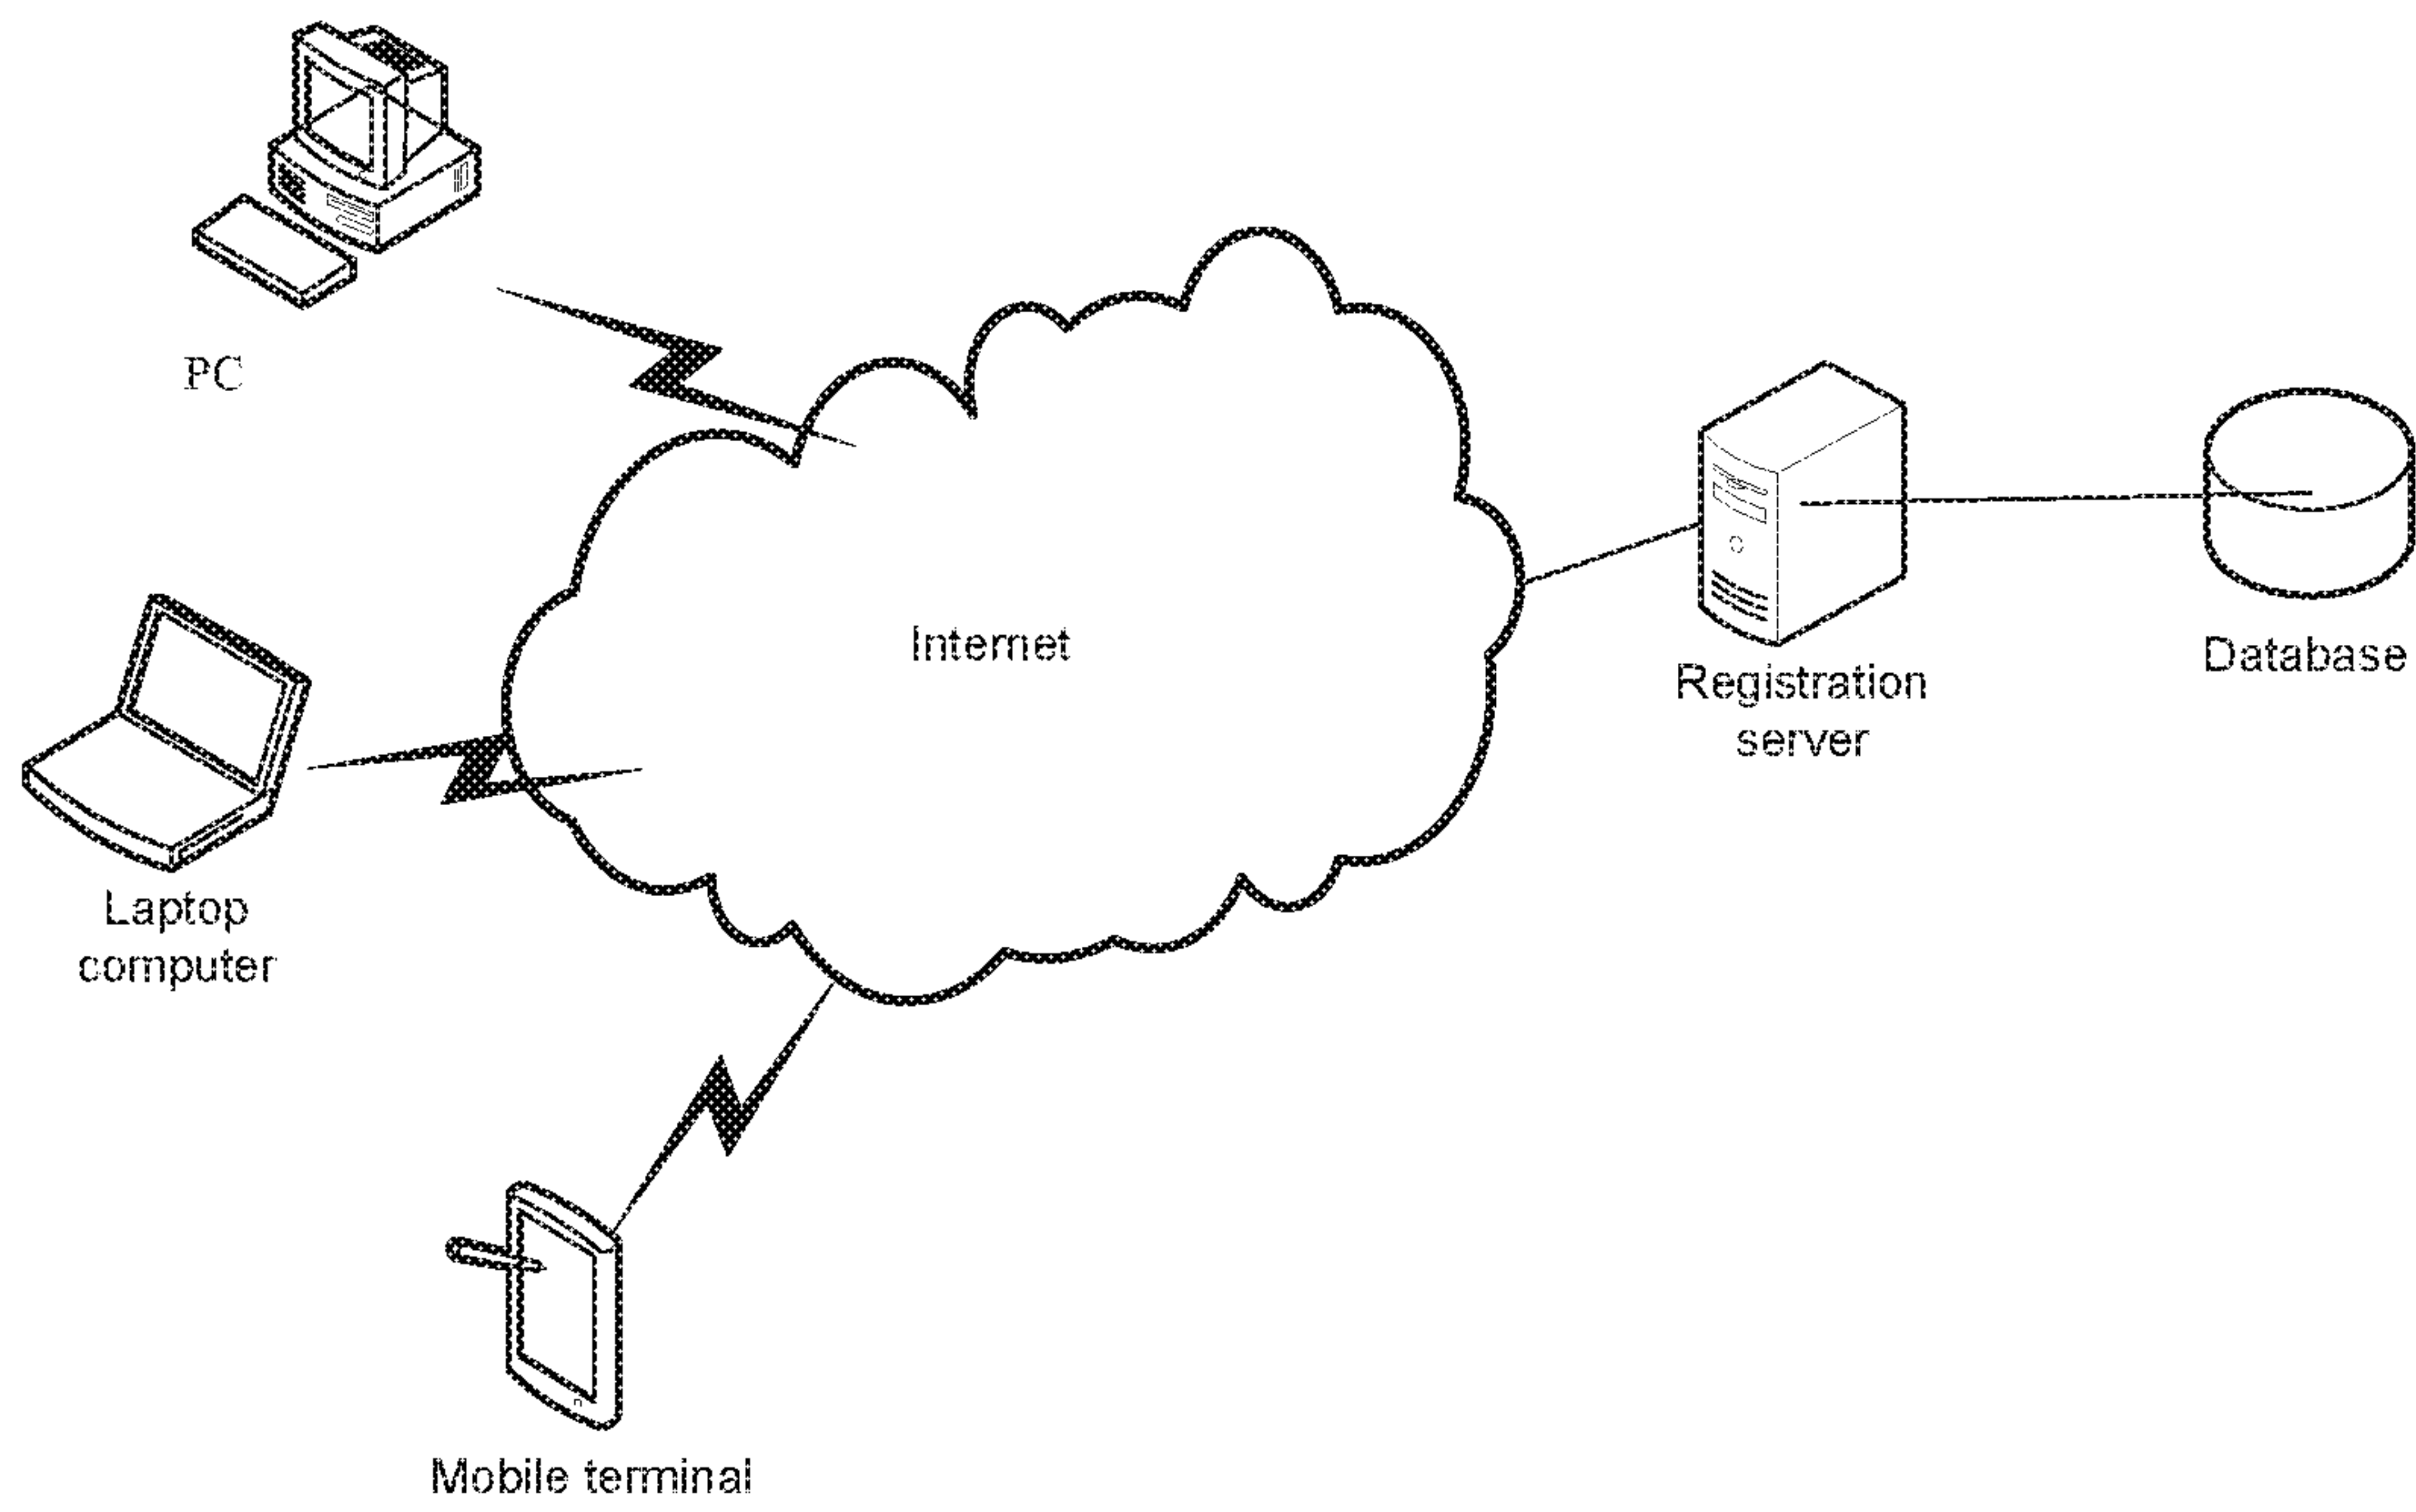 PC
Internet
Registration
server
Database
Laptop
computer
Mobile terminal